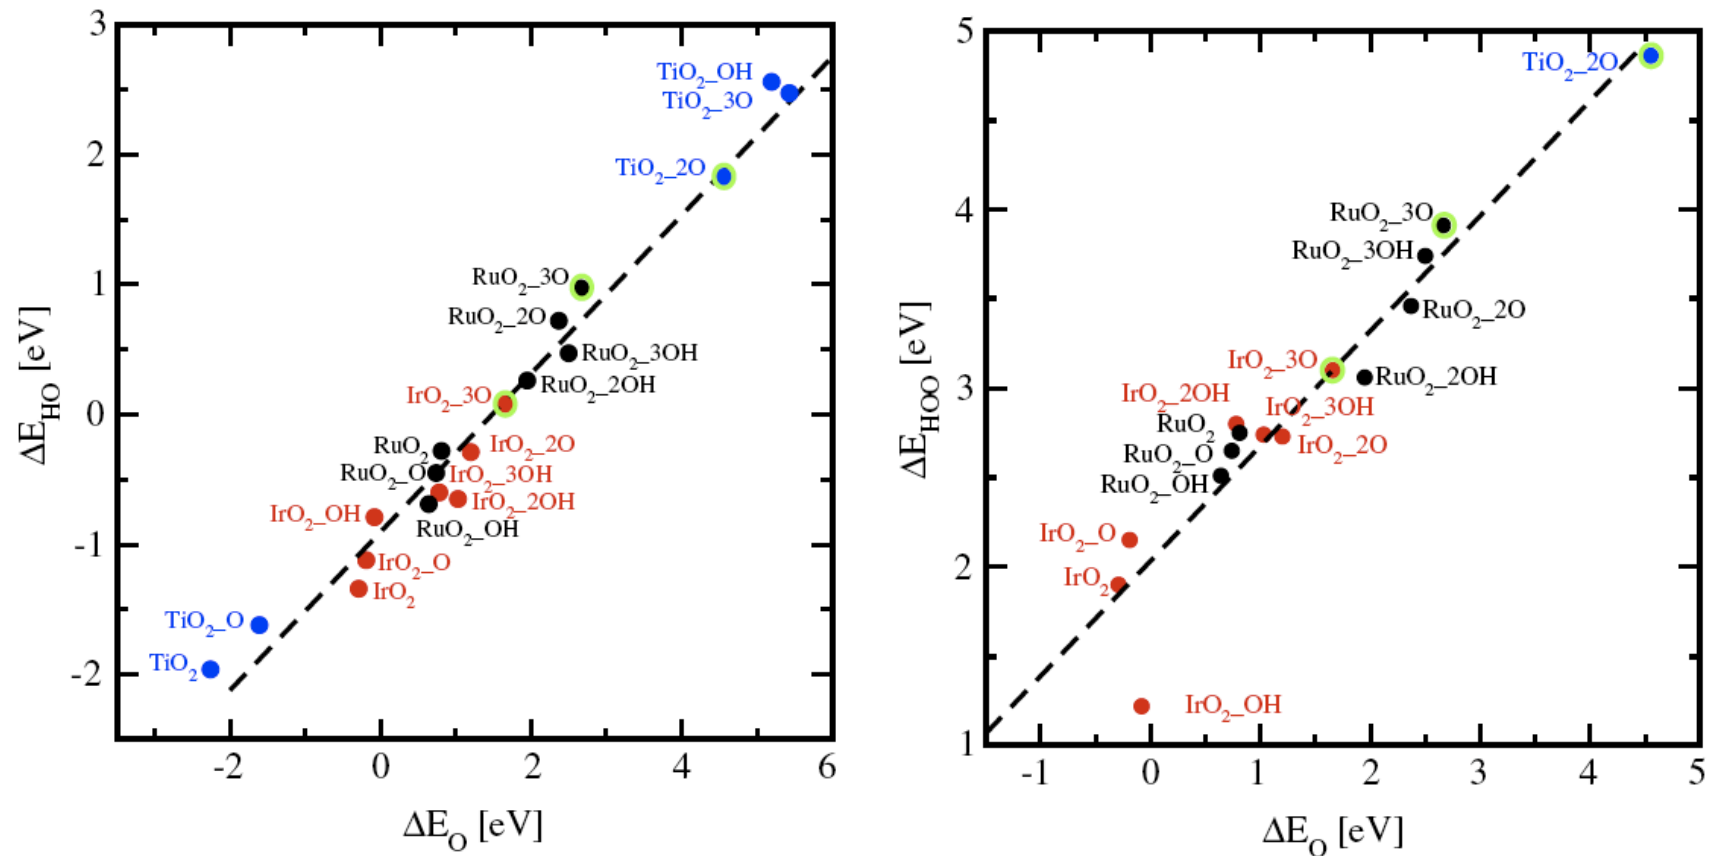 3
2
1
0
-1
-2
ΔE_HO [eV]
TiO₂_OH
TiO₂_3O
TiO₂_2O
RuO₂_3O
RuO₂_2O
RuO₂_3OH
RuO₂_2OH
IrO₂_3O
RuO₂
IrO₂_2O
RuO₂_O
IrO₂_3OH
IrO₂_2OH
IrO₂_OH
RuO₂_OH
IrO₂_O
IrO₂
TiO₂_O
TiO₂
-2 0 2 4 6
ΔE_O [eV]
5
4
3
2
1
ΔE_HOO [eV]
TiO₂_2O
RuO₂_3O
RuO₂_3OH
RuO₂_2O
IrO₂_3O
RuO₂_2OH
IrO₂_2OH
IrO₂_3OH
RuO₂
IrO₂_2O
RuO₂_O
RuO₂_OH
IrO₂_O
IrO₂
IrO₂_OH
-1 0 1 2 3 4 5
ΔE_O [eV]